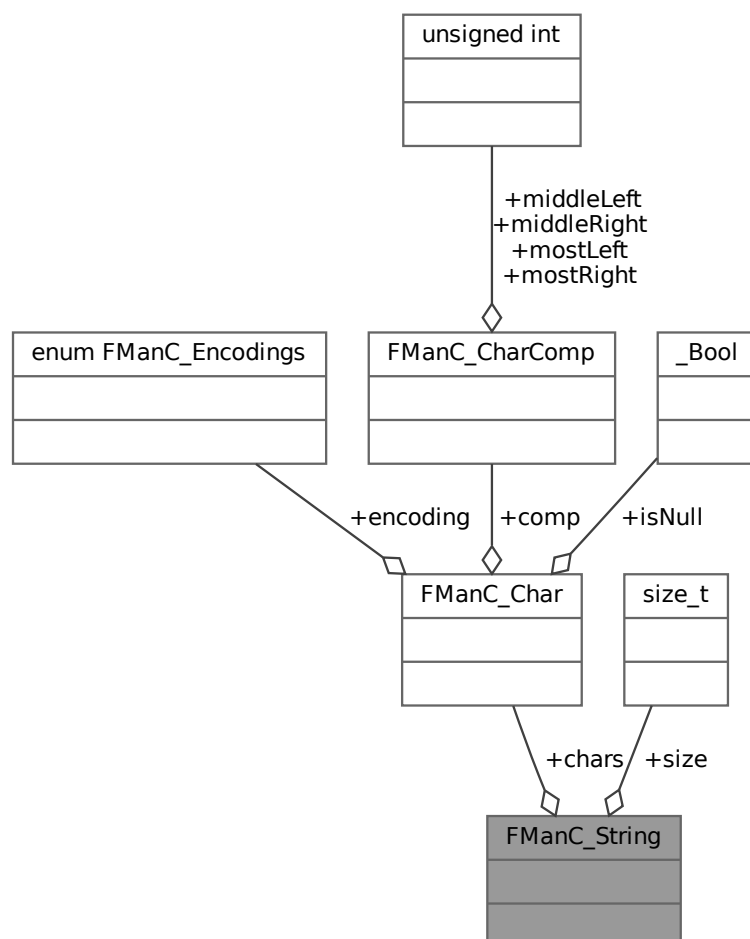 unsigned int
+middleLeft
+middleRight
+mostLeft
+mostRight
enum FManC_Encodings
FManC_CharComp
_Bool
+encoding
+comp
+isNull
FManC_Char
size_t
+chars
+size
FManC_String